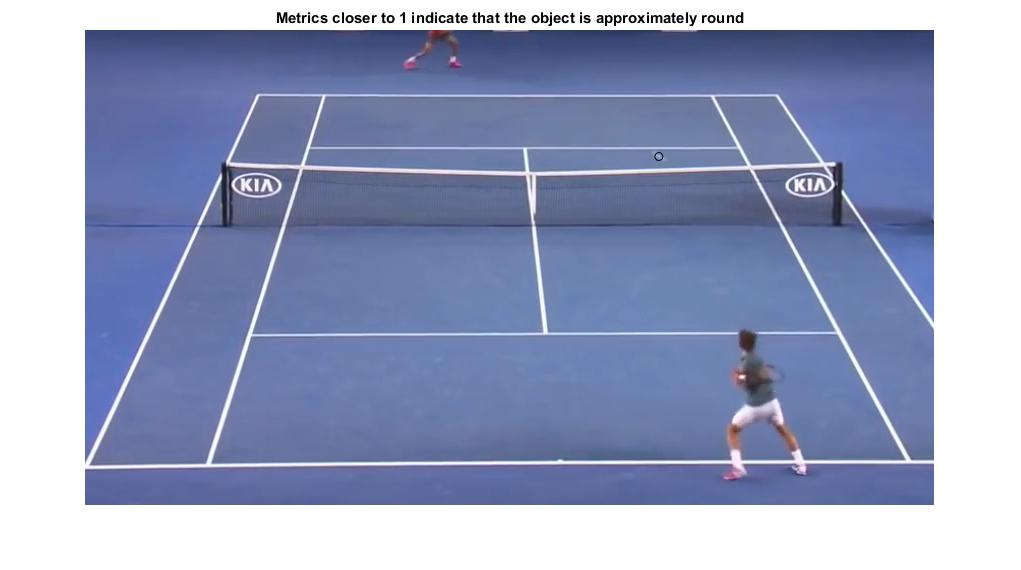 Metrics closer to 1 indicate that the object is approximately round
KIA
KIA